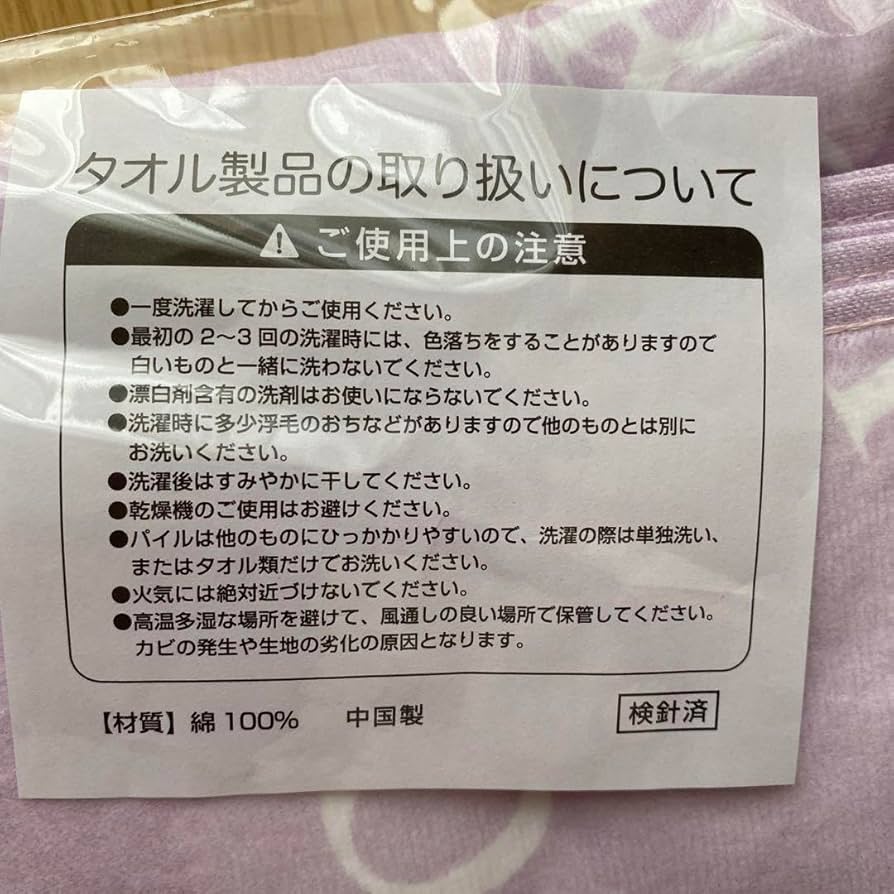 タオル製品の取り扱いについて
ご使用上の注意
●一度洗濯してからご使用ください。
●最初の2〜3回の洗濯時には、色落ちをすることがありますので
白いものと一緒に洗わないでください。
●漂白剤含有の洗剤はお使いにならないでください。
●洗濯時に多少浮毛のおちなどがありますので他のものとは別に
お洗いください。
●洗濯後はすみやかに干してください。
●乾燥機のご使用はお避けください。
●パイルは他のものにひっかかりやすいので、洗濯の際は単独洗い、
またはタオル類だけでお洗いください。
●火気には絶対近づけないでください。
●高温多湿な場所を避けて、風通しの良い場所で保管してください。
カビの発生や生地の劣化の原因となります。
【材質】綿100% 中国製 検針済